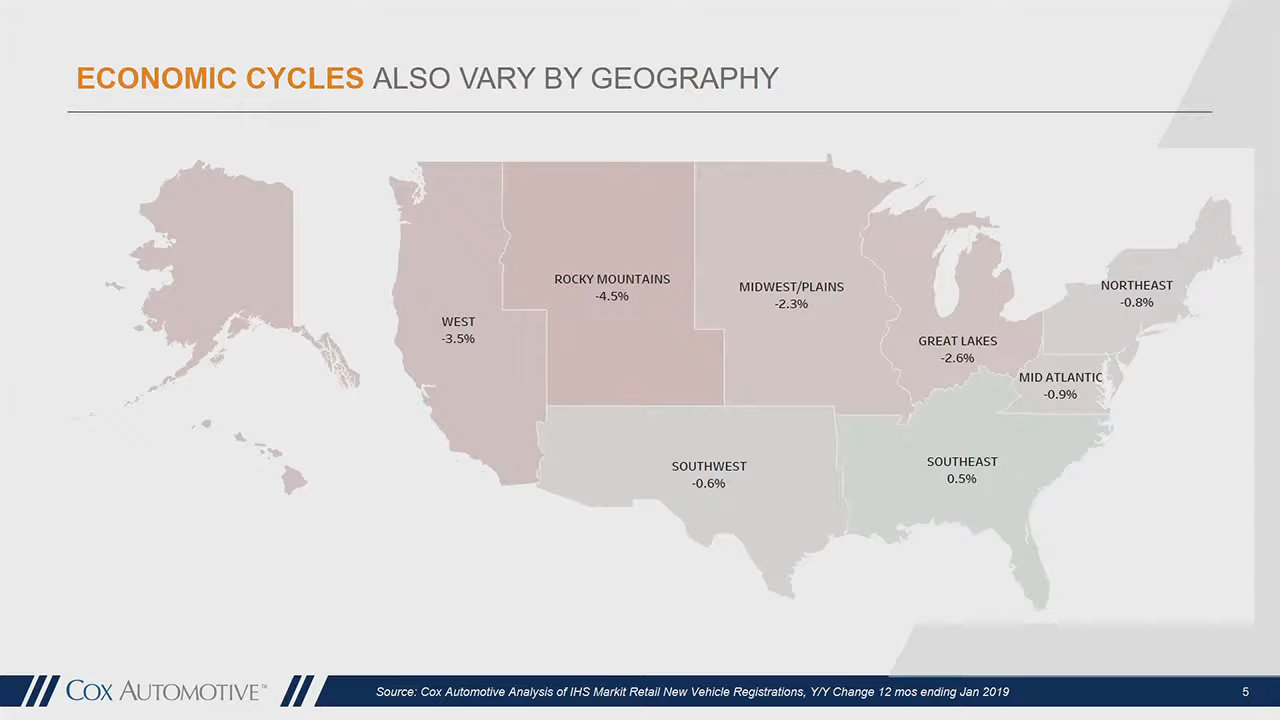 ECONOMIC CYCLES ALSO VARY BY GEOGRAPHY
ROCKY MOUNTAINS
-4.5%
MIDWEST/PLAINS
-2.3%
NORTHEAST
-0.8%
WEST
-3.5%
GREAT LAKES
-2.6%
MID ATLANTIC
-0.9%
SOUTHWEST
-0.6%
SOUTHEAST
0.5%
COX AUTOMOTIVE™
Source: Cox Automotive Analysis of IHS Markit Retail New Vehicle Registrations, Y/Y Change 12 mos ending Jan 2019
5